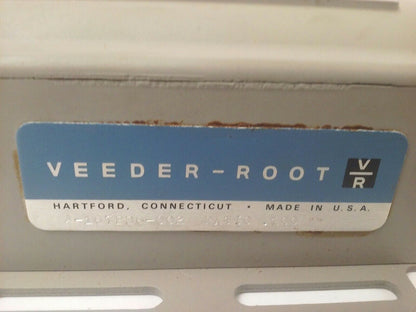 VEEDER-ROOT V/R
HARTFORD, CONNECTICUT • MADE IN U.S.A.